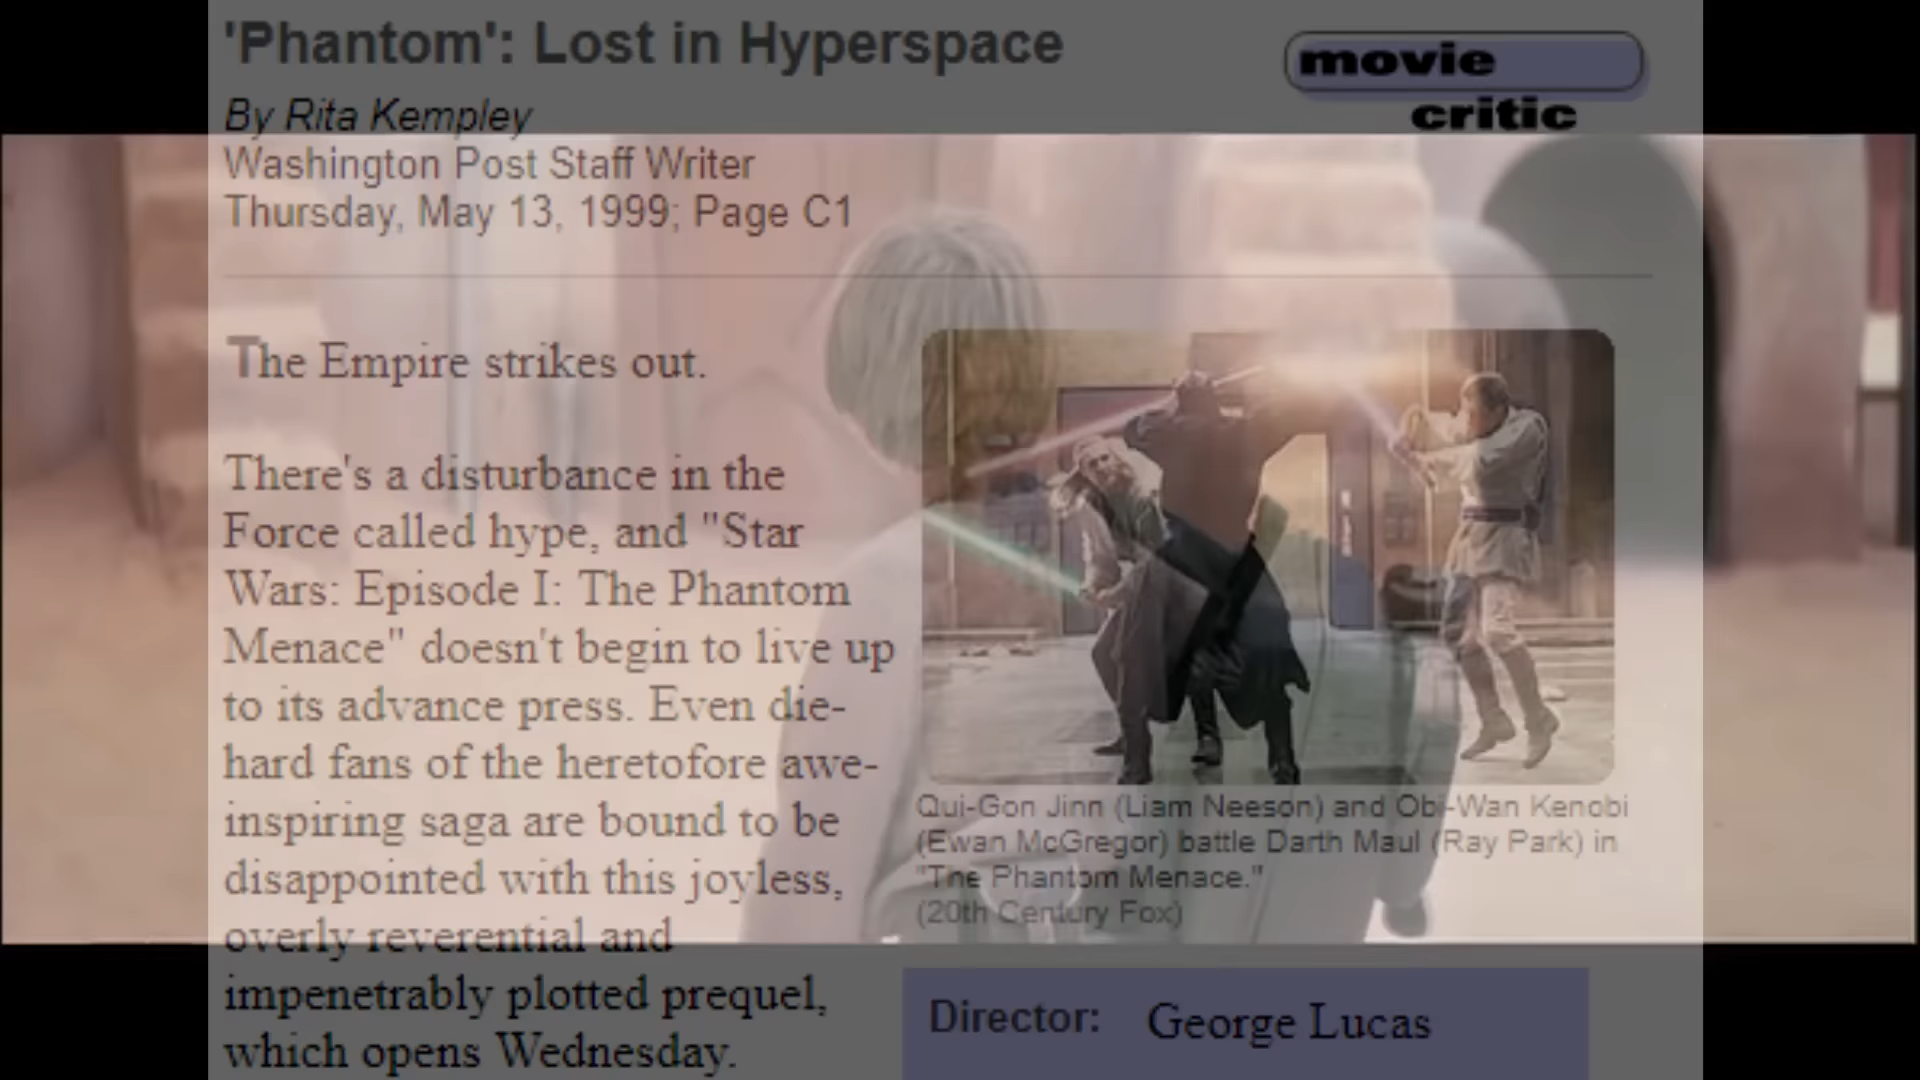 'Phantom': Lost in Hyperspace
movie
critic
By Rita Kempley
Washington Post Staff Writer
Thursday, May 13, 1999; Page C1
The Empire strikes out.
There's a disturbance in the
Force called hype, and "Star
Wars: Episode I: The Phantom
Menace" doesn't begin to live up
to its advance press. Even die-
hard fans of the heretofore awe-
inspiring saga are bound to be
disappointed with this joyless,
overly reverential and
impenetrably plotted prequel,
which opens Wednesday.
Qui-Gon Jinn (Liam Neeson) and Obi-Wan Kenobi
(Ewan McGregor) battle Darth Maul (Ray Park) in
"The Phantom Menace."
(20th Century Fox)
Director: George Lucas